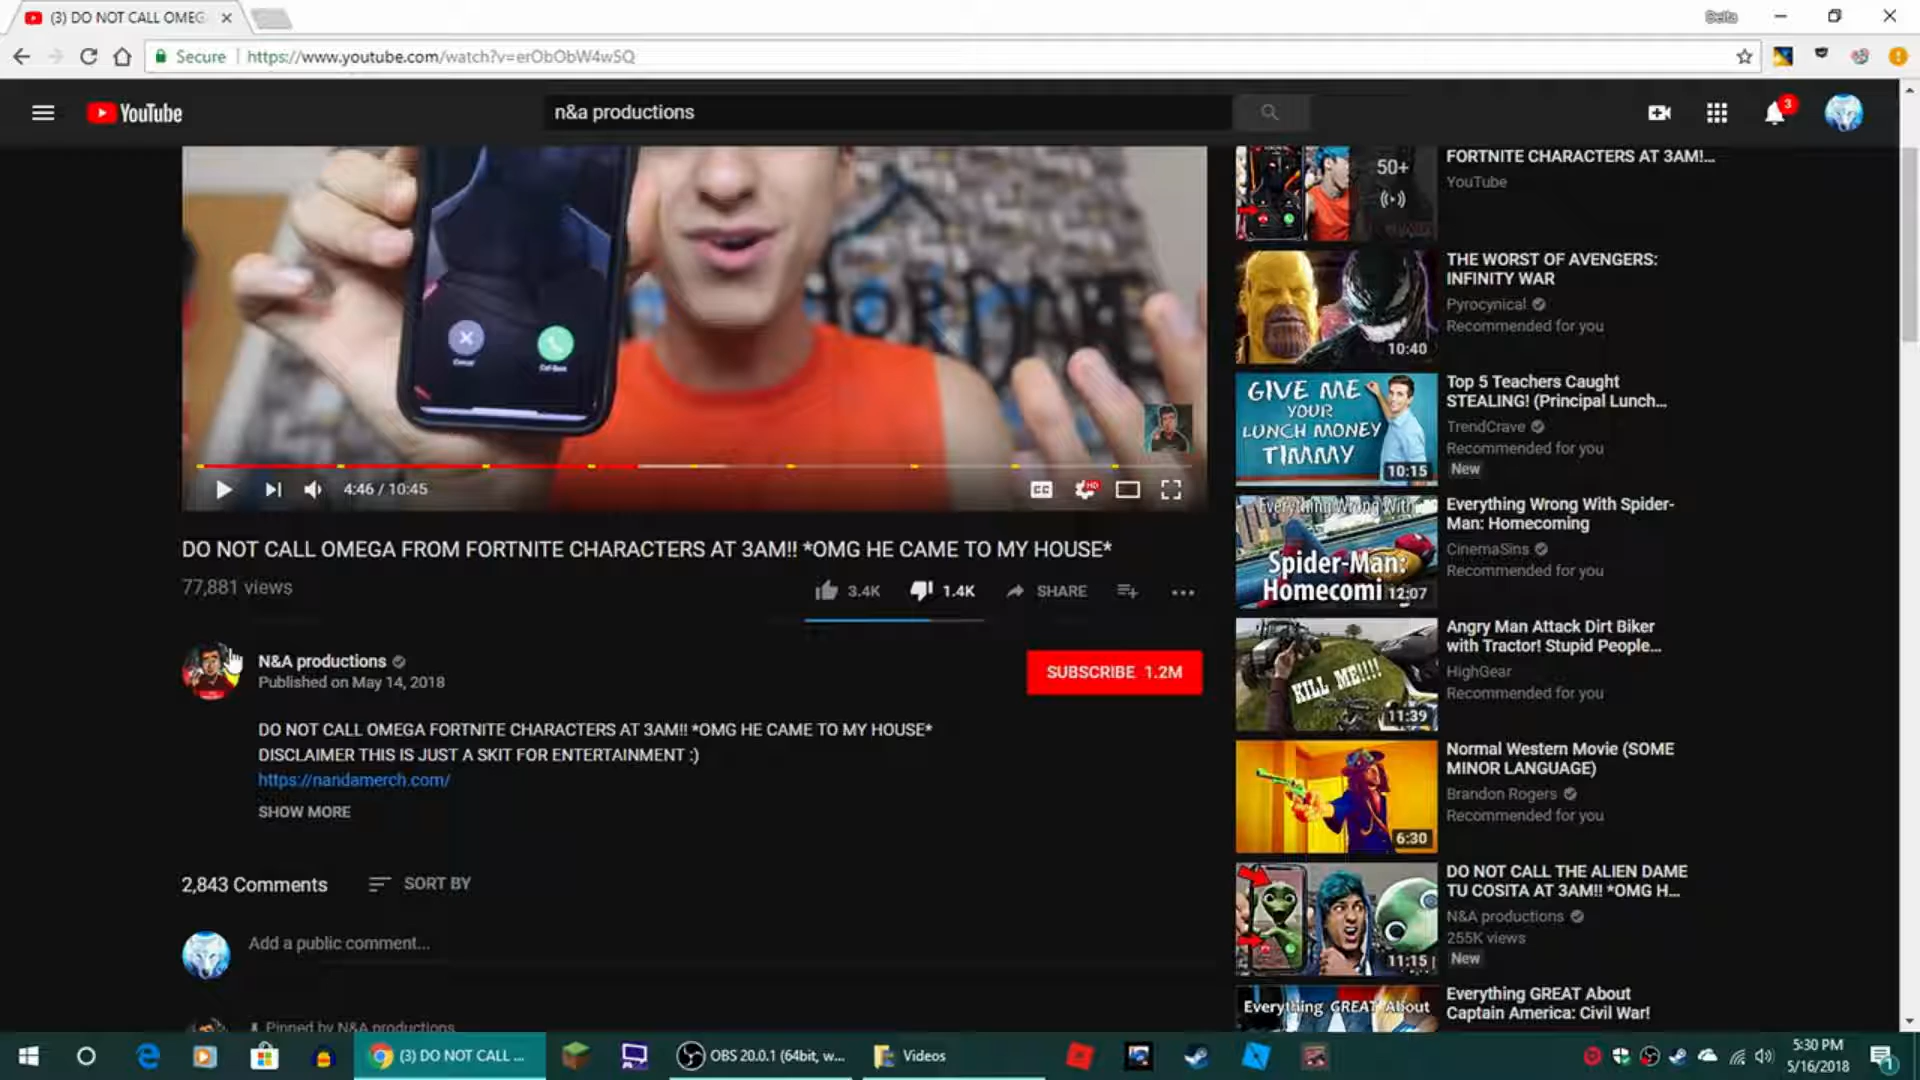 (3) DO NOT CALL OMEG
Delta
Secure
https://www.youtube.com/watch?v=erObObW4wSQ
YouTube
n&a productions
3
50+
FORTNITE CHARACTERS AT 3AM!...
YouTube
THE WORST OF AVENGERS:
INFINITY WAR
Pyrocynical
Recommended for you
10:40
GIVE ME
YOUR
LUNCH MONEY
TIMMY
10:15
Top 5 Teachers Caught
STEALING! (Principal Lunch...
TrendCrave
Recommended for you
New
Everything Wrong With
Spider-Man:
Homecomi
12:07
Everything Wrong With Spider-
Man: Homecoming
CinemaSins
Recommended for you
KILL ME!!!!
11:39
Angry Man Attack Dirt Biker
with Tractor! Stupid People...
HighGear
Recommended for you
6:30
Normal Western Movie (SOME
MINOR LANGUAGE)
Brandon Rogers
Recommended for you
11:15
DO NOT CALL THE ALIEN DAME
TU COSITA AT 3AM!! *OMG H...
N&A productions
255K views
New
Everything GREAT About
Everything GREAT About
Captain America: Civil War!
4:46 / 10:45
CC
HD
DO NOT CALL OMEGA FROM FORTNITE CHARACTERS AT 3AM!! *OMG HE CAME TO MY HOUSE*
77,881 views
3.4K
1.4K
SHARE
N&A productions
Published on May 14, 2018
SUBSCRIBE 1.2M
DO NOT CALL OMEGA FORTNITE CHARACTERS AT 3AM!! *OMG HE CAME TO MY HOUSE*
DISCLAIMER THIS IS JUST A SKIT FOR ENTERTAINMENT :)
https://nandamerch.com/
SHOW MORE
2,843 Comments
SORT BY
Add a public comment...
Pinned by N&A productions
(3) DO NOT CALL ...
OBS 20.0.1 (64bit, w...
Videos
5:30 PM
5/16/2018
1